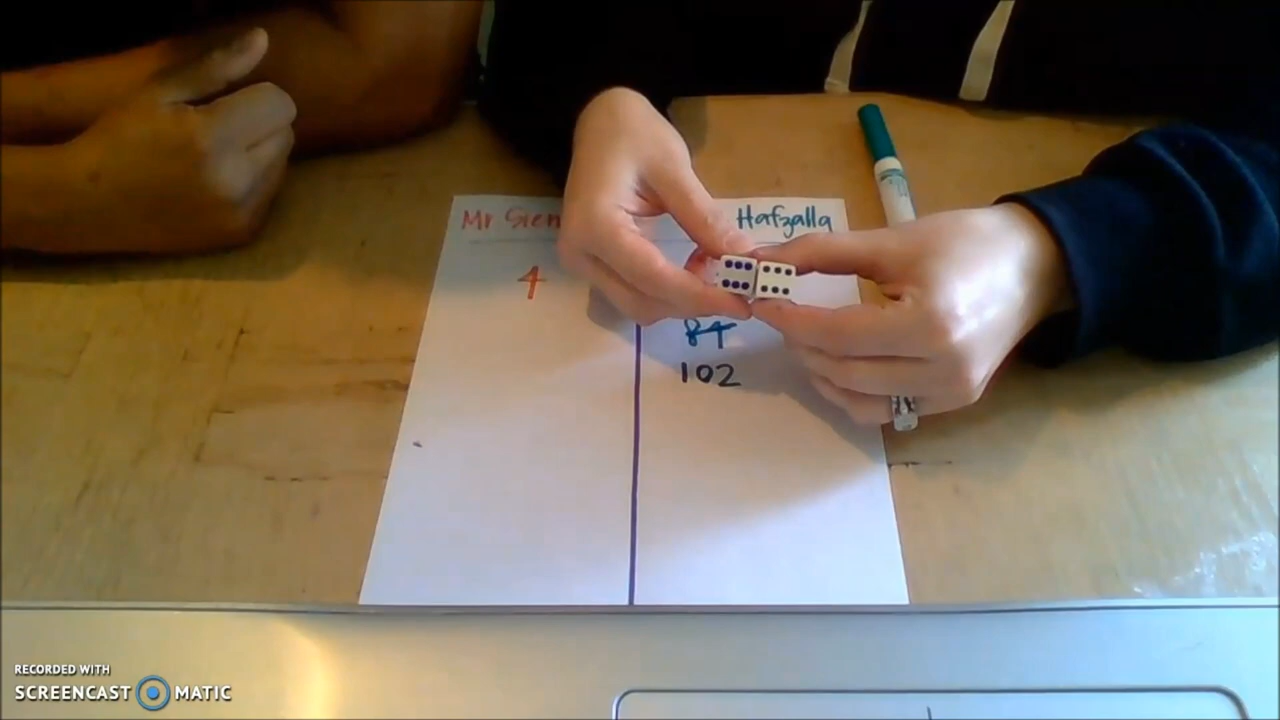 Mr Sien
Hafzalla
4
84
102
RECORDED WITH
SCREENCAST MATIC